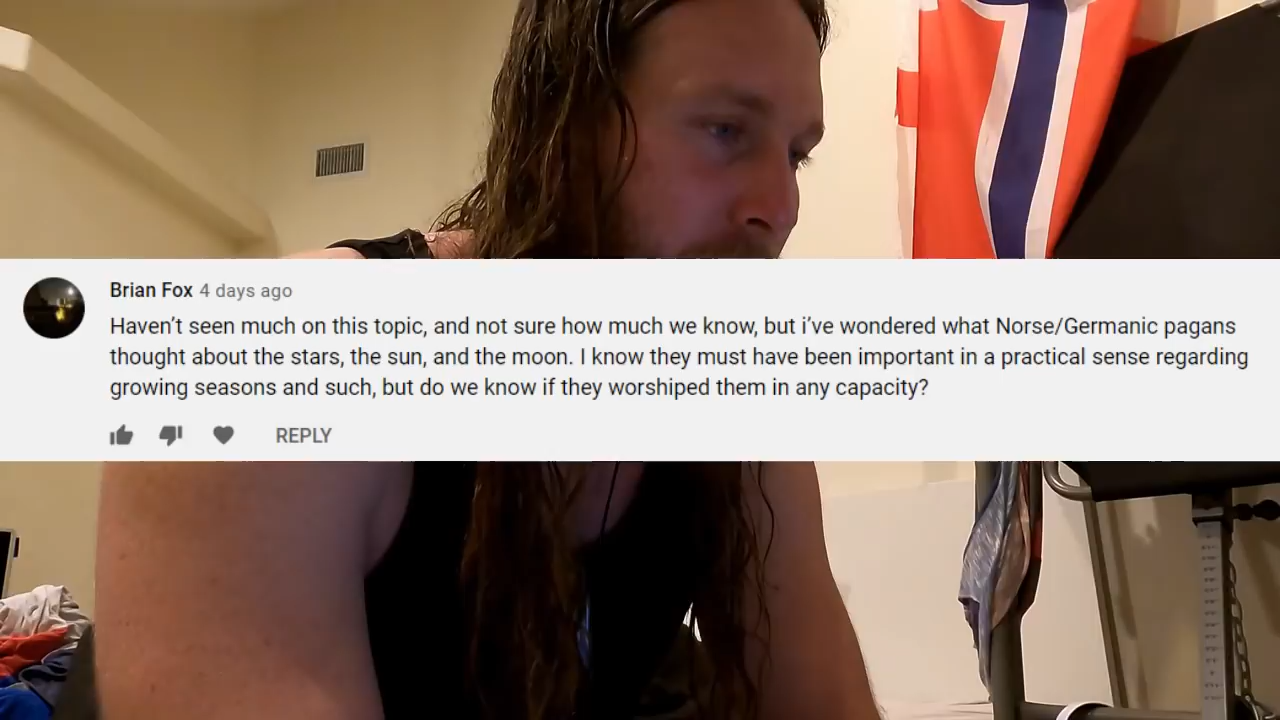 Brian Fox 4 days ago
Haven’t seen much on this topic, and not sure how much we know, but i’ve wondered what Norse/Germanic pagans
thought about the stars, the sun, and the moon. I know they must have been important in a practical sense regarding
growing seasons and such, but do we know if they worshiped them in any capacity?
REPLY